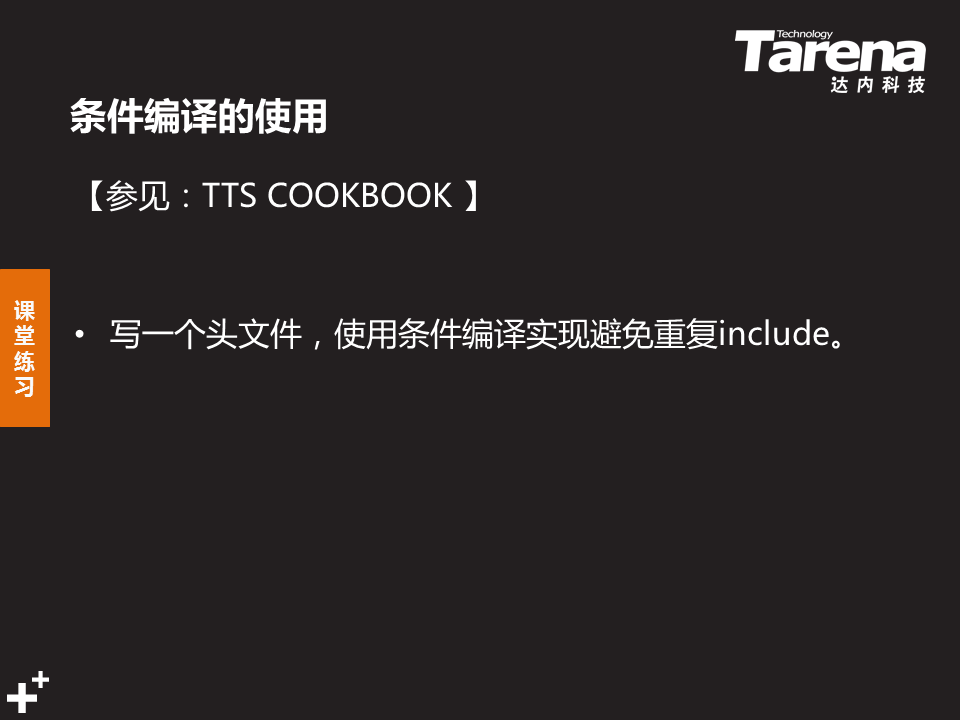 Technology
Tarena
达内科技
条件编译的使用
【参见：TTS COOKBOOK 】
课
堂
练
习
• 写一个头文件，使用条件编译实现避免重复include。